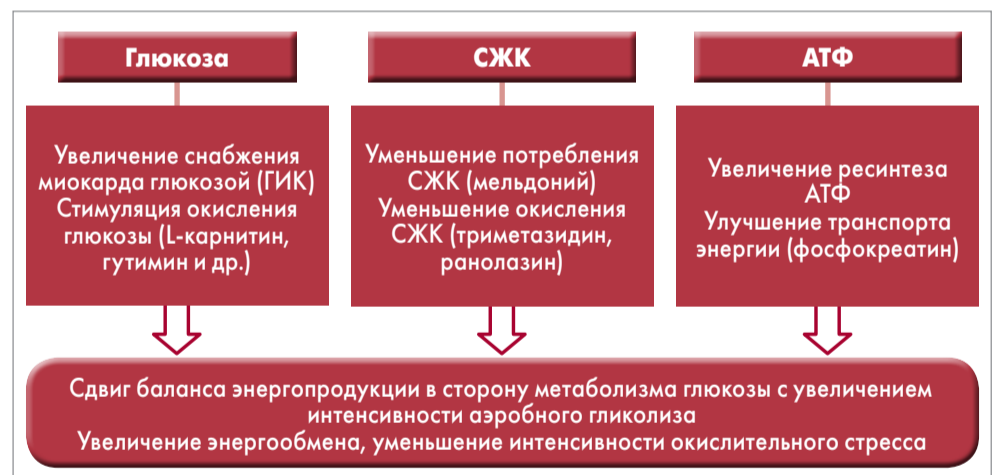 Глюкоза
СЖК
АТФ
Увеличение снабжения
миокарда глюкозой (ГИК)
Стимуляция окисления
глюкозы (L-карнитин,
гутимин и др.)
Уменьшение потребления
СЖК (мельдоний)
Уменьшение окисления
СЖК (триметазидин,
ранолазин)
Увеличение ресинтеза
АТФ
Улучшение транспорта
энергии (фосфокреатин)
Сдвиг баланса энергопродукции в сторону метаболизма глюкозы с увеличением
интенсивности аэробного гликолиза
Увеличение энергообмена, уменьшение интенсивности окислительного стресса